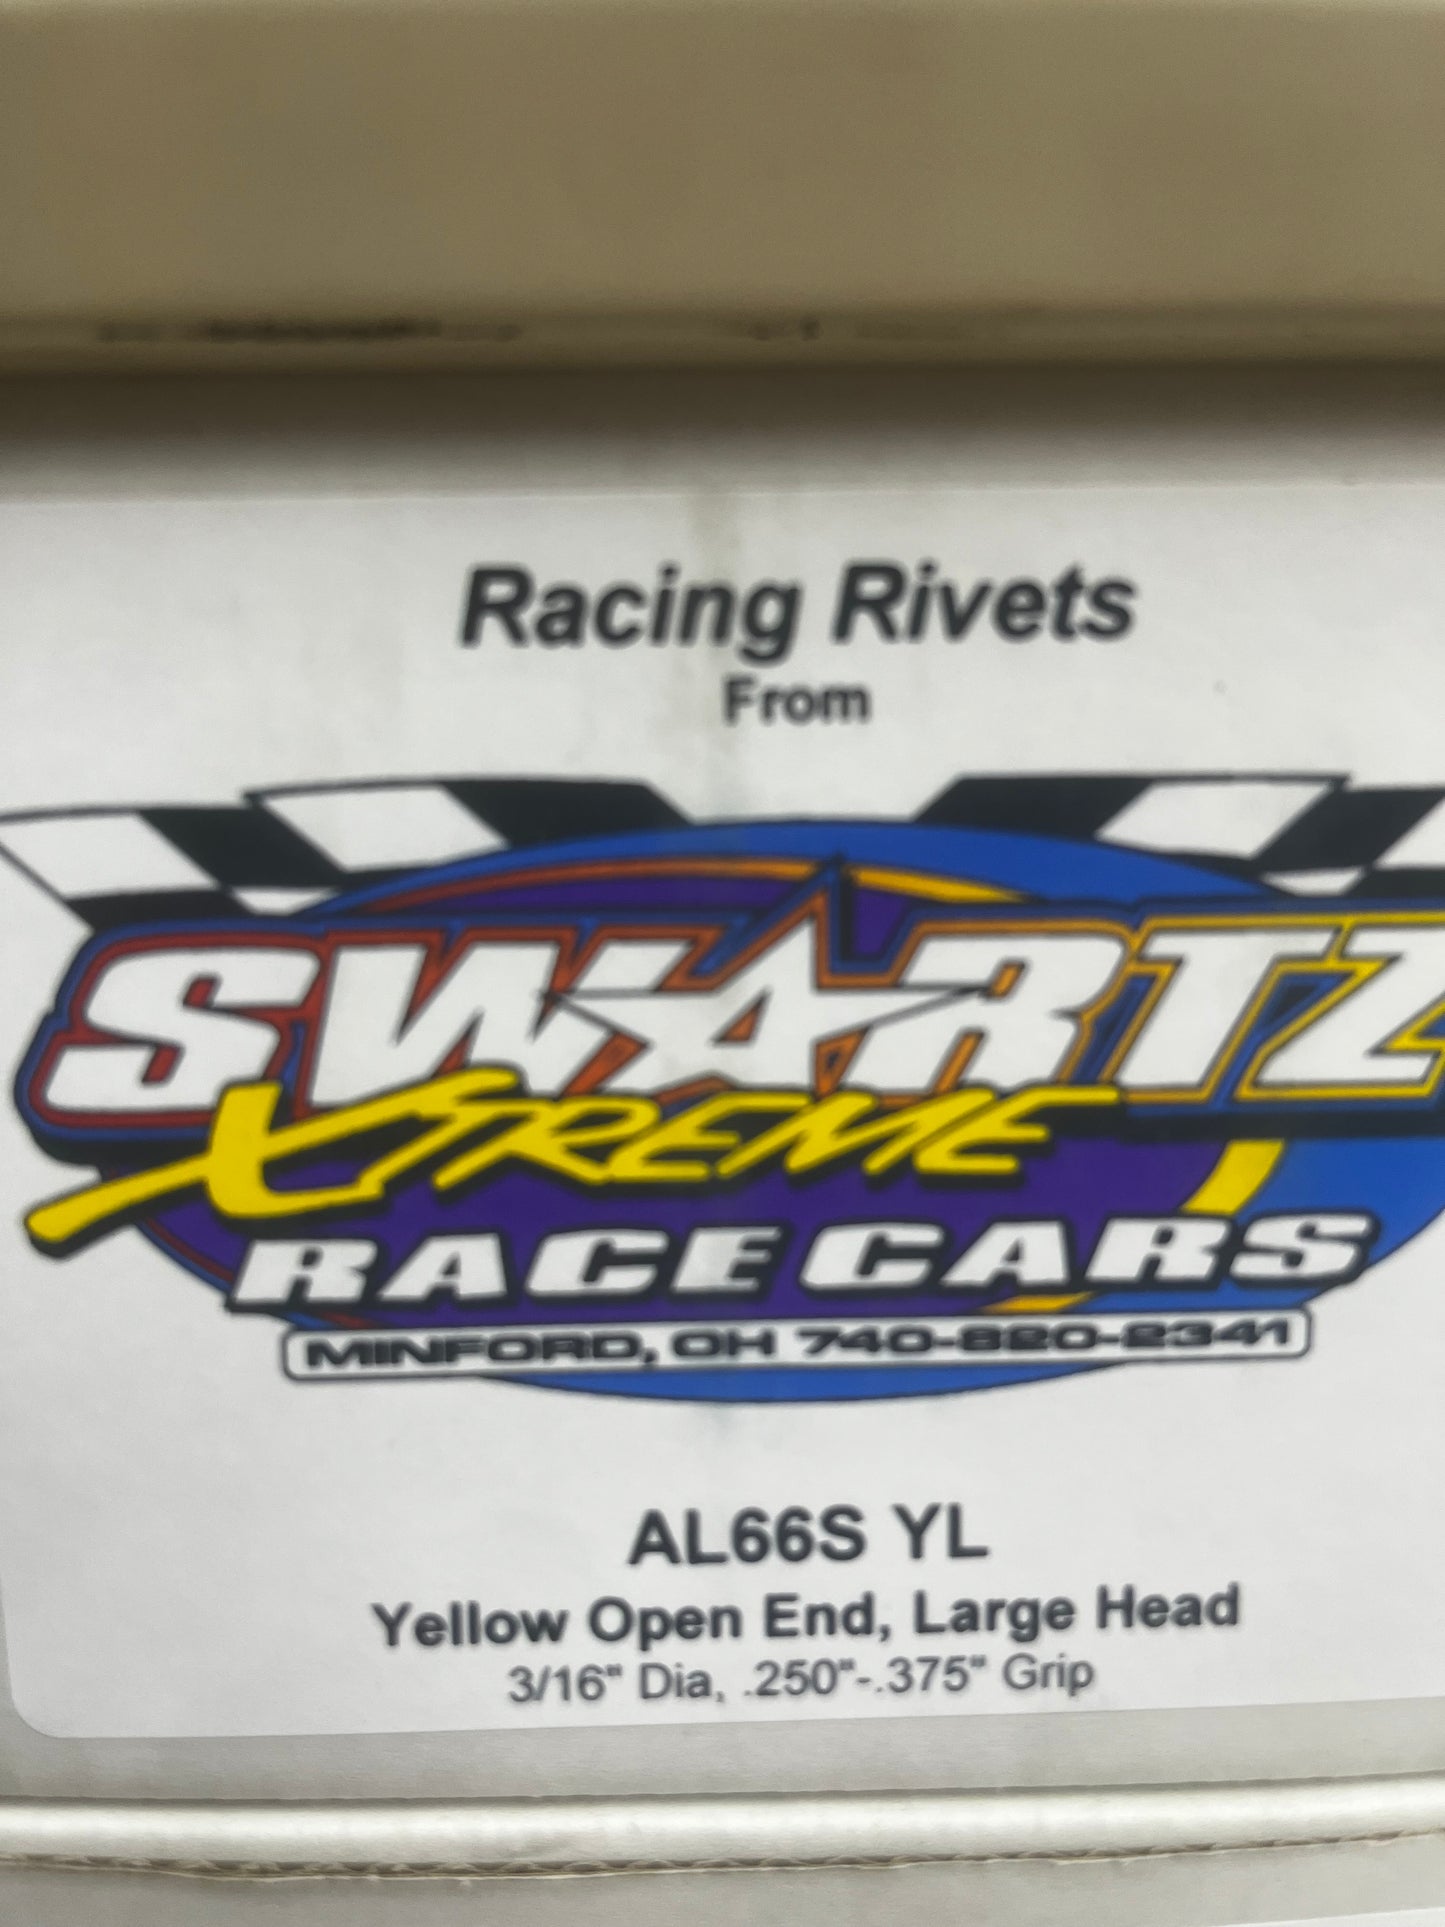 Racing Rivets
From
SWARTZ
XTREME
RACE CARS
MINFORD, OH 740-820-2341
AL66S YL
Yellow Open End, Large Head
3/16" Dia, .250"-.375" Grip